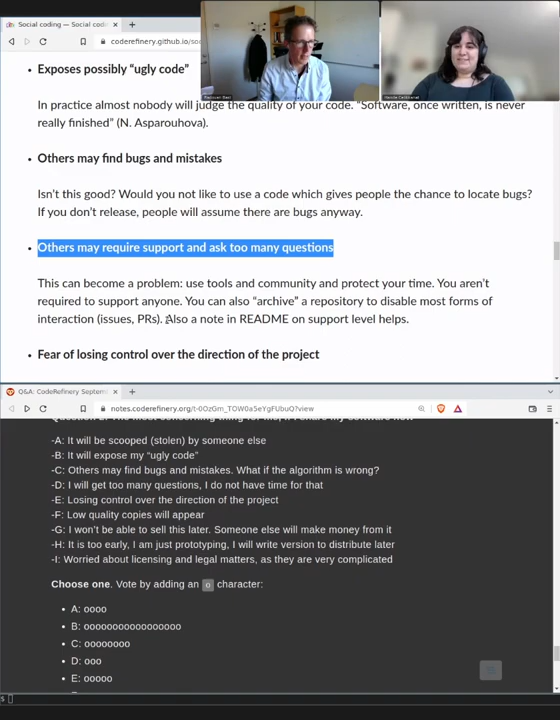 Social coding — Social code
coderefinery.github.io/so
Exposes possibly “ugly code”
In practice almost nobody will judge the quality of your code. “Software, once written, is never
really finished” (N. Asparouhova).
Others may find bugs and mistakes
Isn’t this good? Would you not like to use a code which gives people the chance to locate bugs?
If you don’t release, people will assume there are bugs anyway.
Others may require support and ask too many questions
This can become a problem: use tools and community and protect your time. You aren’t
required to support anyone. You can also “archive” a repository to disable most forms of
interaction (issues, PRs). Also a note in README on support level helps.
Fear of losing control over the direction of the project
Q&A: CodeRefinery Septem
notes.coderefinery.org/t-0OzGm_TOW0a5eYgFUbuQ?view
-A: It will be scooped (stolen) by someone else
-B: It will expose my “ugly code”
-C: Others may find bugs and mistakes. What if the algorithm is wrong?
-D: I will get too many questions, I do not have time for that
-E: Losing control over the direction of the project
-F: Low quality copies will appear
-G: I won’t be able to sell this later. Someone else will make money from it
-H: It is too early, I am just prototyping, I will write version to distribute later
-I: Worried about licensing and legal matters, as they are very complicated
Choose one. Vote by adding an o character:
A: oooo
B: ooooooooooooooooo
C: oooooooo
D: ooo
E: ooooo
$